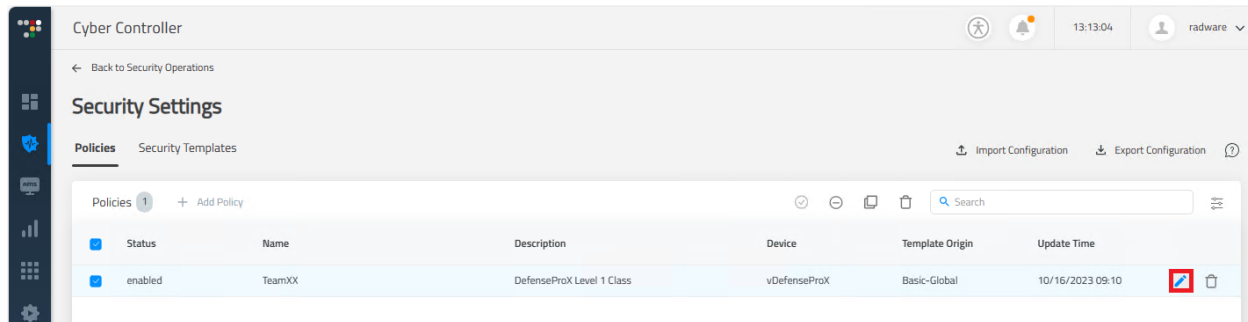 Cyber Controller
13:13:04
radware
← Back to Security Operations
Security Settings
Policies Security Templates
Import Configuration Export Configuration
Policies 1 + Add Policy
Search
Status Name Description Device Template Origin Update Time
enabled TeamXX DefenseProX Level 1 Class vDefenseProX Basic-Global 10/16/2023 09:10